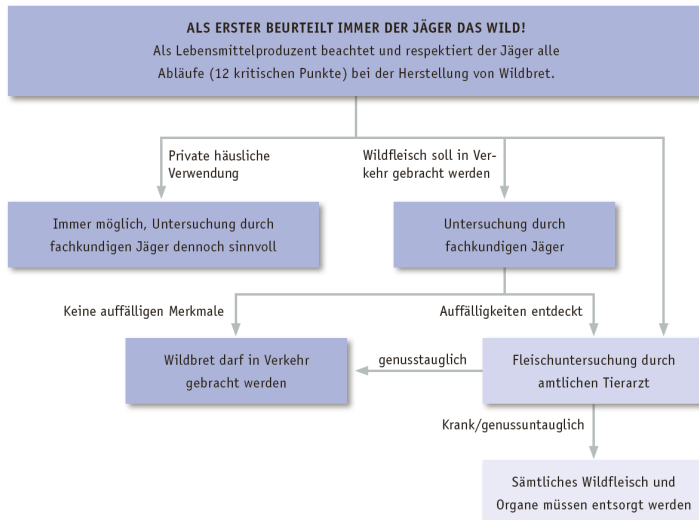 ALS ERSTER BEURTEILT IMMER DER JÄGER DAS WILD!
Als Lebensmittelproduzent beachtet und respektiert der Jäger alle
Abläufe (12 kritischen Punkte) bei der Herstellung von Wildbret.
Private häusliche
Verwendung
Wildfleisch soll in Ver-
kehr gebracht werden
Immer möglich, Untersuchung durch
fachkundigen Jäger dennoch sinnvoll
Untersuchung durch
fachkundigen Jäger
Keine auffälligen Merkmale
Auffälligkeiten entdeckt
Wildbret darf in Verkehr
gebracht werden
genusstauglich
Fleischuntersuchung durch
amtlichen Tierarzt
Krank/genussuntauglich
Sämtliches Wildfleisch und
Organe müssen entsorgt werden